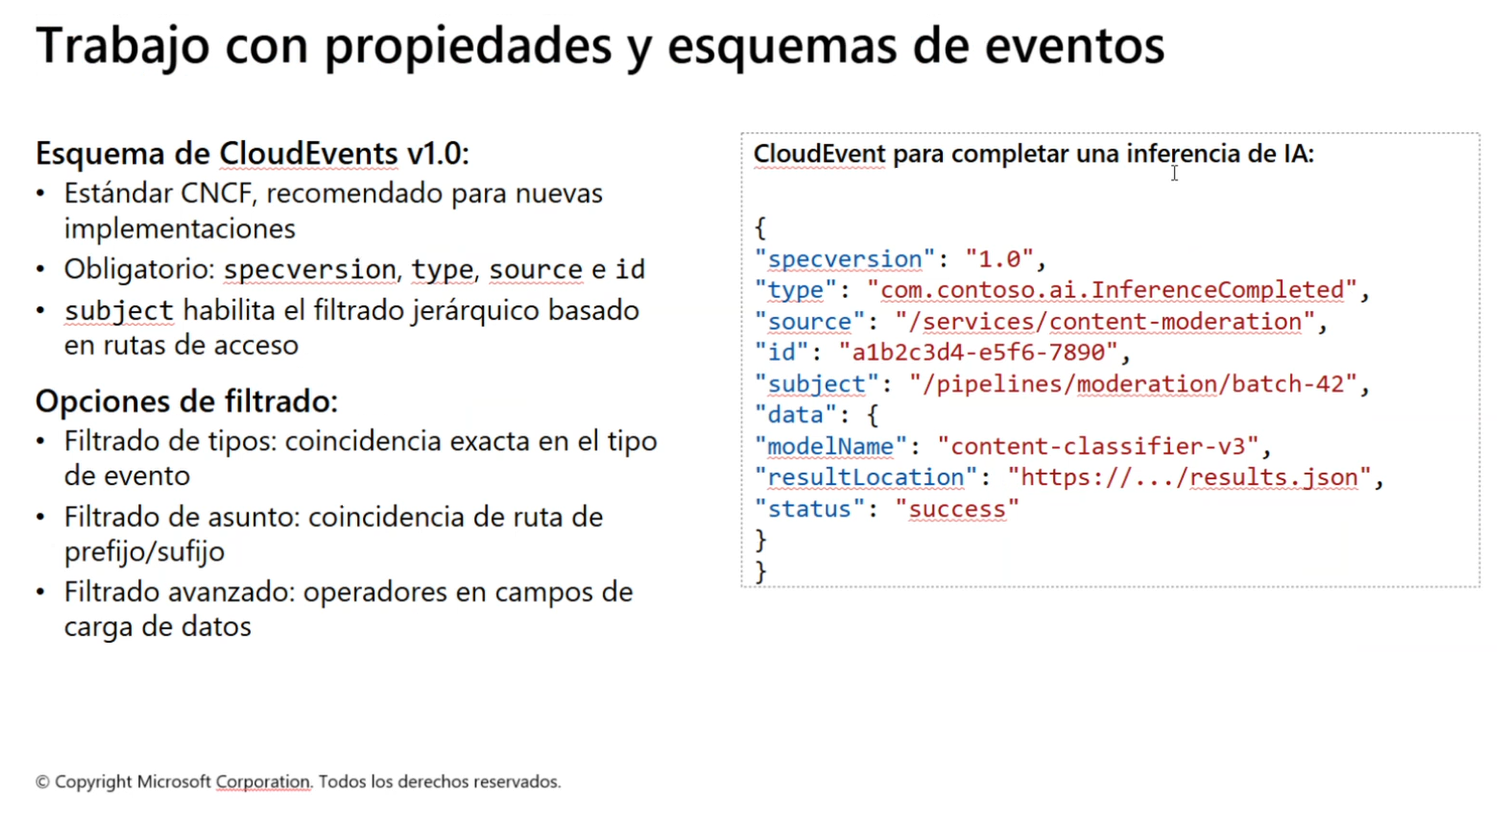 Trabajo con propiedades y esquemas de eventos
Esquema de CloudEvents v1.0:
• Estándar CNCF, recomendado para nuevas
implementaciones
• Obligatorio: specversion, type, source e id
• subject habilita el filtrado jerárquico basado
en rutas de acceso
Opciones de filtrado:
• Filtrado de tipos: coincidencia exacta en el tipo
de evento
• Filtrado de asunto: coincidencia de ruta de
prefijo/sufijo
• Filtrado avanzado: operadores en campos de
carga de datos
CloudEvent para completar una inferencia de IA:
{
"specversion": "1.0",
"type": "com.contoso.ai.InferenceCompleted",
"source": "/services/content-moderation",
"id": "a1b2c3d4-e5f6-7890",
"subject": "/pipelines/moderation/batch-42",
"data": {
"modelName": "content-classifier-v3",
"resultLocation": "https://.../results.json",
"status": "success"
}
}
© Copyright Microsoft Corporation. Todos los derechos reservados.